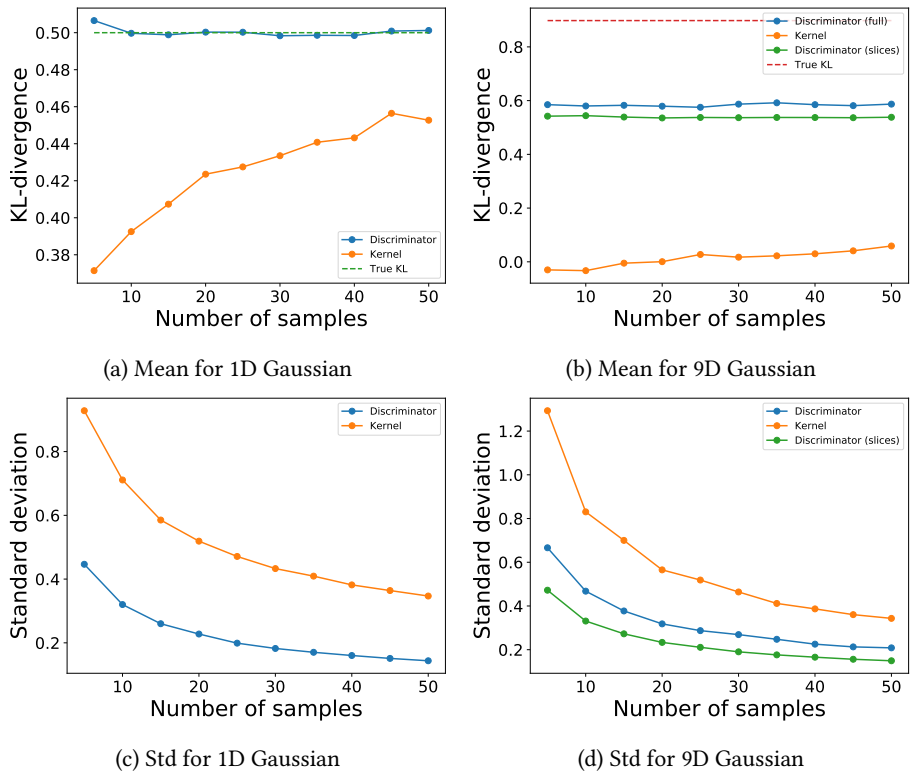 0.50
0.48
0.46
0.44
0.42
0.40
0.38
KL-divergence
10 20 30 40 50
Number of samples
Discriminator
Kernel
True KL
(a) Mean for 1D Gaussian
0.8
0.6
0.4
0.2
0.0
KL-divergence
10 20 30 40 50
Number of samples
Discriminator (full)
Kernel
Discriminator (slices)
True KL
(b) Mean for 9D Gaussian
0.8
0.6
0.4
0.2
Standard deviation
10 20 30 40 50
Number of samples
Discriminator
Kernel
(c) Std for 1D Gaussian
1.2
1.0
0.8
0.6
0.4
0.2
Standard deviation
10 20 30 40 50
Number of samples
Discriminator
Kernel
Discriminator (slices)
(d) Std for 9D Gaussian